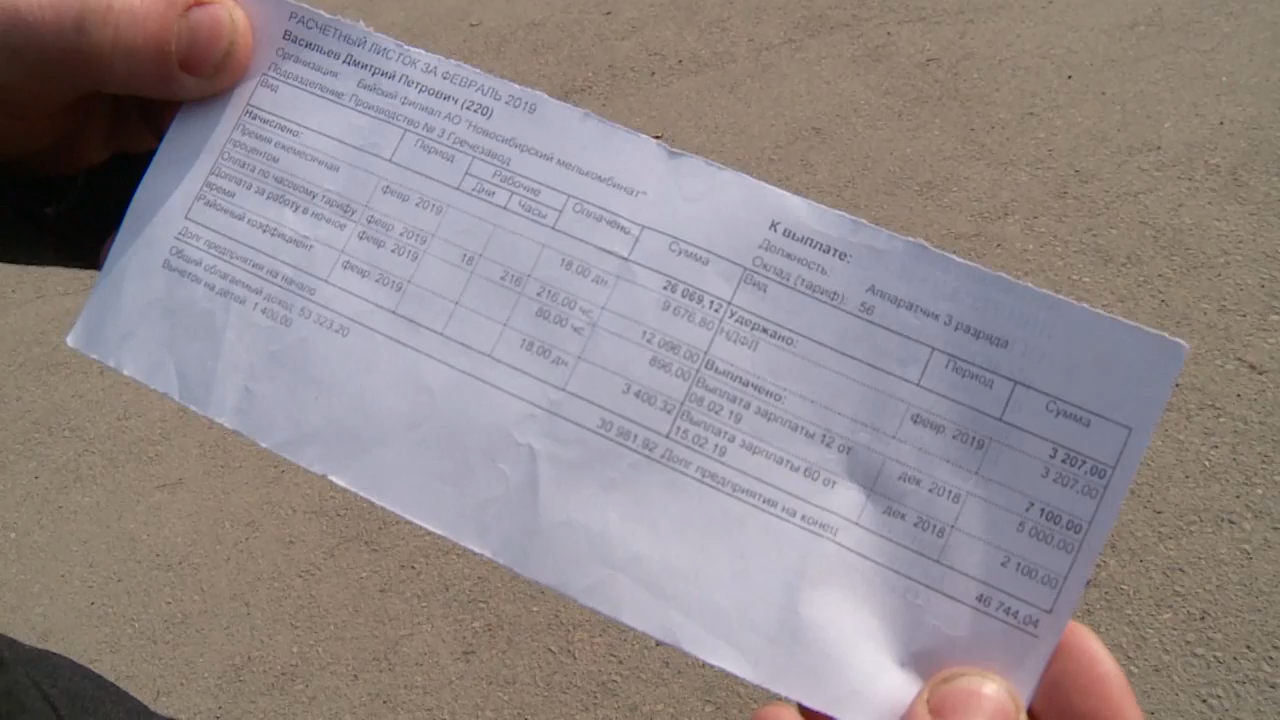 РАСЧЕТНЫЙ ЛИСТОК ЗА ФЕВРАЛЬ 2019
Васильев Дмитрий Петрович (220)
Организация: Бийский филиал АО "Новосибирский мелькомбинат"
Подразделение: Производство № 3 Гречезавод
К выплате:
Должность: Аппаратчик 3 разряда
Оклад (тариф): 56
Вид Период Рабочие Оплачено Сумма
Дни Часы
Начислено: 26 069,12
Премия ежемесячная процентом февр. 2019 18,00 дн. 9 676,80
Оплата по часовому тарифу февр. 2019 18 216 216,00 чс. 12 096,00
Доплата за работу в ночное время февр. 2019 80,00 чс. 896,00
Районный коэффициент февр. 2019 18,00 дн. 3 400,32
Долг предприятия на начало 30 981,92
Общий облагаемый доход: 53 323,20
Вычетов на детей: 1 400,00
Вид Период Сумма
Удержано: 3 207,00
НДФЛ февр. 2019 3 207,00
Выплачено: 7 100,00
Выплата зарплаты 12 от 08.02.19 дек. 2018 5 000,00
Выплата зарплаты 60 от 15.02.19 дек. 2018 2 100,00
Долг предприятия на конец 46 744,04